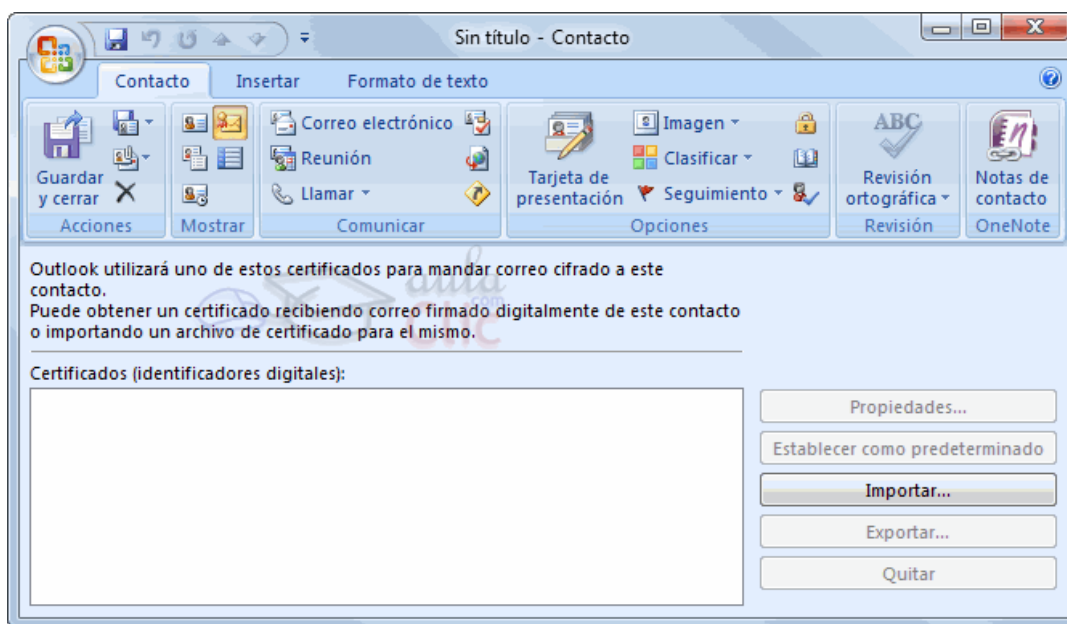 Sin título - Contacto
Contacto Insertar Formato de texto
Guardar y cerrar
Acciones
Mostrar
Correo electrónico
Reunión
Llamar
Comunicar
Tarjeta de presentación
Imagen
Clasificar
Seguimiento
Opciones
ABC
Revisión ortográfica
Revisión
Notas de contacto
OneNote
Outlook utilizará uno de estos certificados para mandar correo cifrado a este
contacto.
Puede obtener un certificado recibiendo correo firmado digitalmente de este contacto
o importando un archivo de certificado para el mismo.
aula
.com
Clic
Certificados (identificadores digitales):
Propiedades...
Establecer como predeterminado
Importar...
Exportar...
Quitar